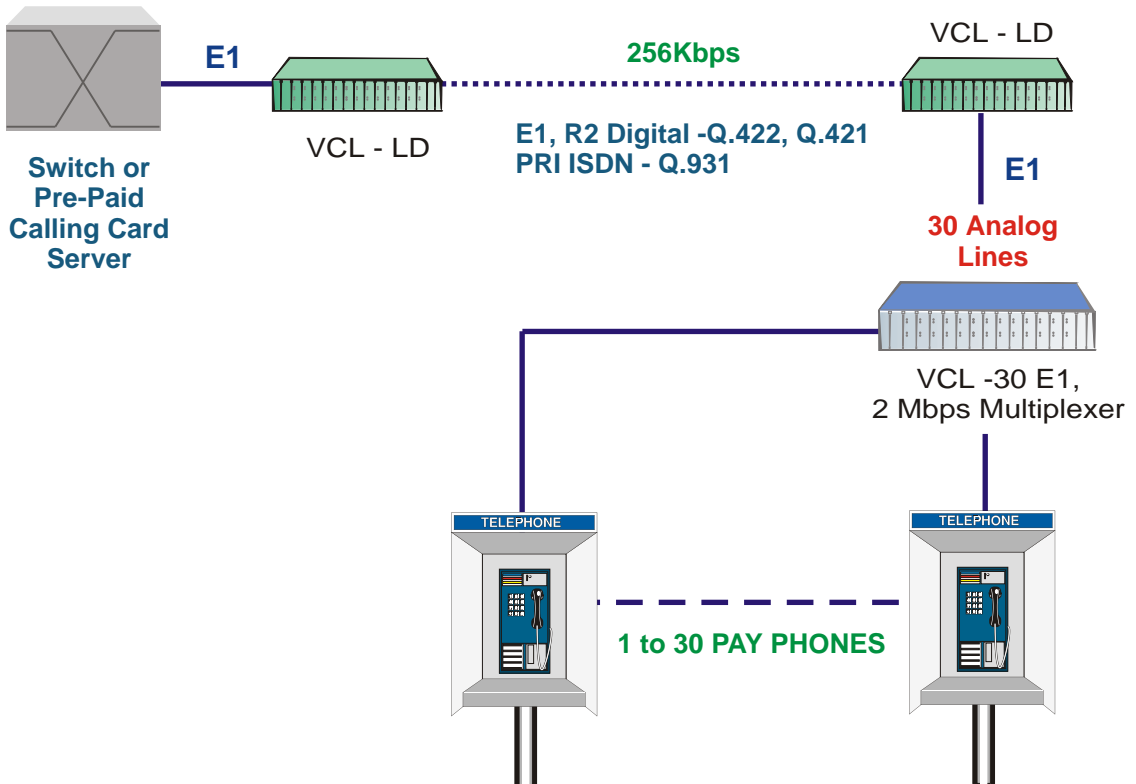 E1
256Kbps
VCL - LD
VCL - LD
E1, R2 Digital -Q.422, Q.421
PRI ISDN - Q.931
Switch or
Pre-Paid
Calling Card
Server
E1
30 Analog
Lines
VCL -30 E1,
2 Mbps Multiplexer
TELEPHONE
TELEPHONE
1 to 30 PAY PHONES